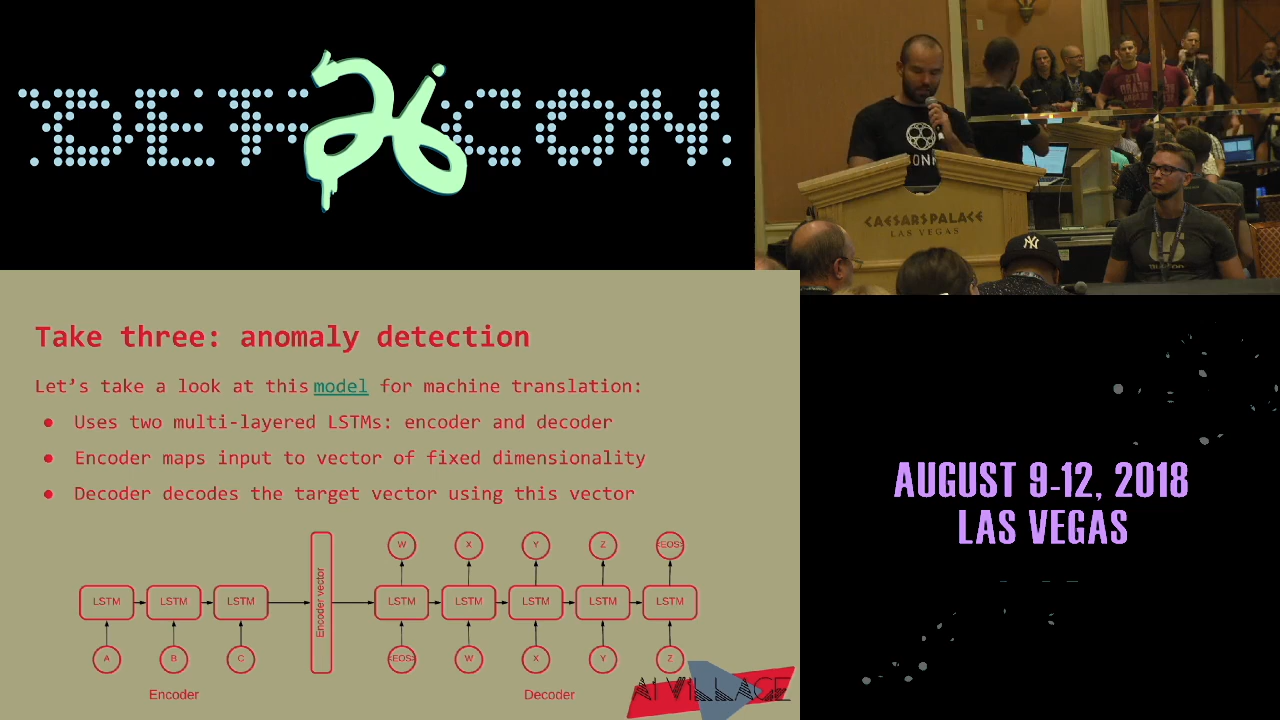 DEF 26 CON
CAESARS PALACE
LAS VEGAS
Take three: anomaly detection
Let's take a look at this model for machine translation:
● Uses two multi-layered LSTMs: encoder and decoder
● Encoder maps input to vector of fixed dimensionality
● Decoder decodes the target vector using this vector
W X Y Z <EOS>
LSTM LSTM LSTM Encoder vector LSTM LSTM LSTM LSTM LSTM
A B C <EOS> W X Y Z
Encoder Decoder
AI VILLAGE
AUGUST 9-12, 2018
LAS VEGAS